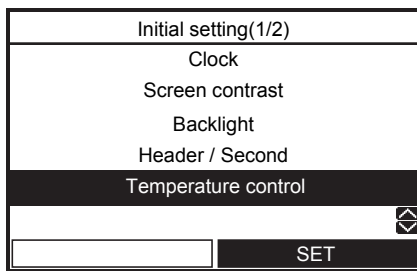 Initial setting(1/2)
Clock
Screen contrast
Backlight
Header / Second
Temperature control
SET